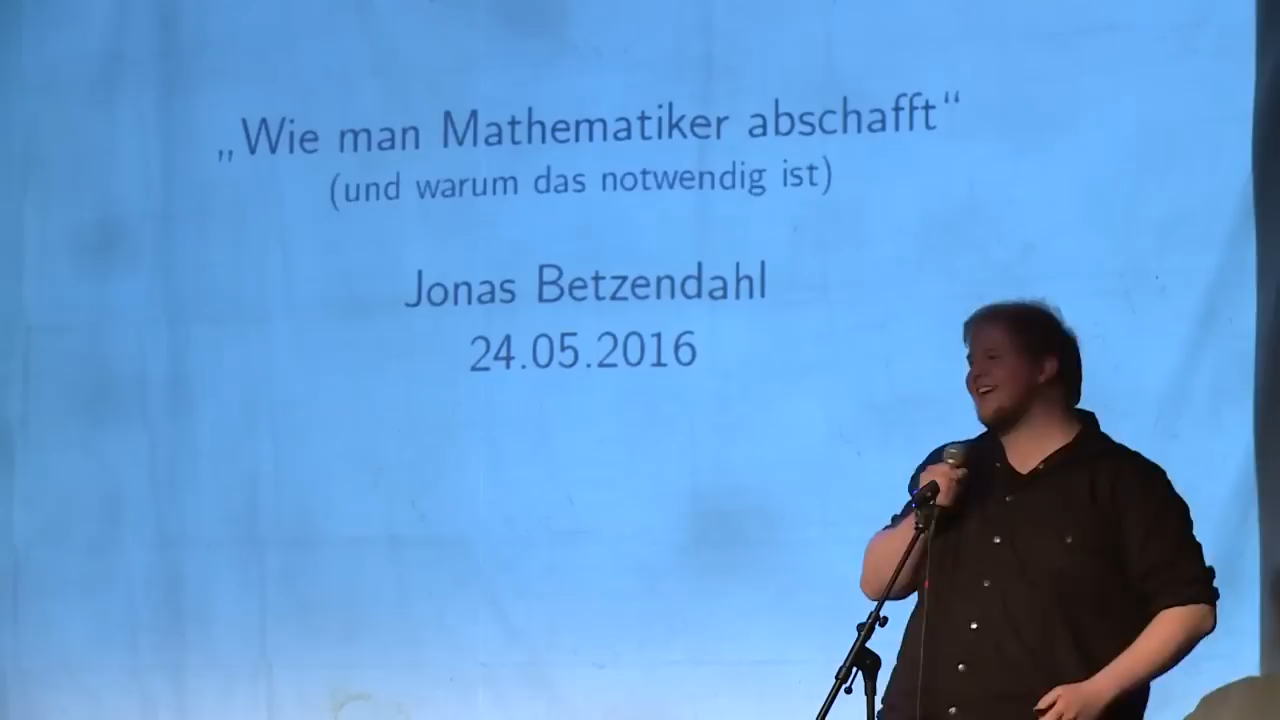 „Wie man Mathematiker abschafft“
(und warum das notwendig ist)
Jonas Betzendahl
24.05.2016